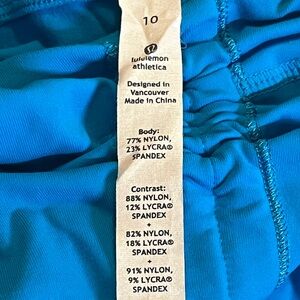 10
lululemon
athletica
Designed in
Vancouver
Made in China
Body:
77% NYLON,
23% LYCRA®
SPANDEX
Contrast:
88% NYLON,
12% LYCRA®
SPANDEX
+
82% NYLON,
18% LYCRA®
SPANDEX
+
91% NYLON,
9% LYCRA®
SPANDEX